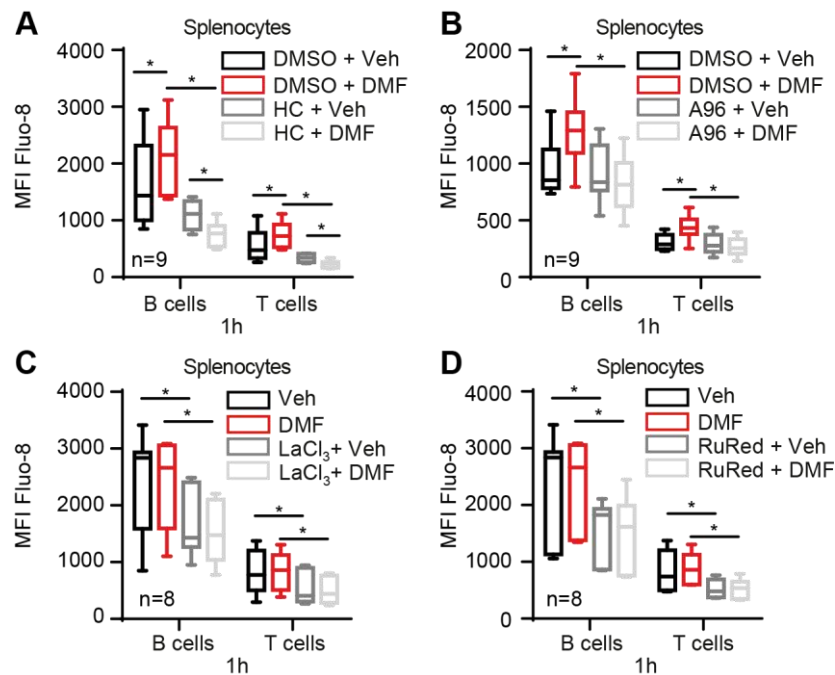 A
Splenocytes
DMSO + Veh
DMSO + DMF
HC + Veh
HC + DMF
MFI Fluo-8
4000
3000
2000
1000
0
*
*
*
*
*
*
n=9
B cells
T cells
1h
B
Splenocytes
DMSO + Veh
DMSO + DMF
A96 + Veh
A96 + DMF
MFI Fluo-8
2000
1500
1000
500
0
*
*
*
*
n=9
B cells
T cells
1h
C
Splenocytes
Veh
DMF
LaCl₃+ Veh
LaCl₃+ DMF
MFI Fluo-8
4000
3000
2000
1000
0
*
*
*
*
n=8
B cells
T cells
1h
D
Splenocytes
Veh
DMF
RuRed + Veh
RuRed + DMF
MFI Fluo-8
4000
3000
2000
1000
0
*
*
*
*
n=8
B cells
T cells
1h